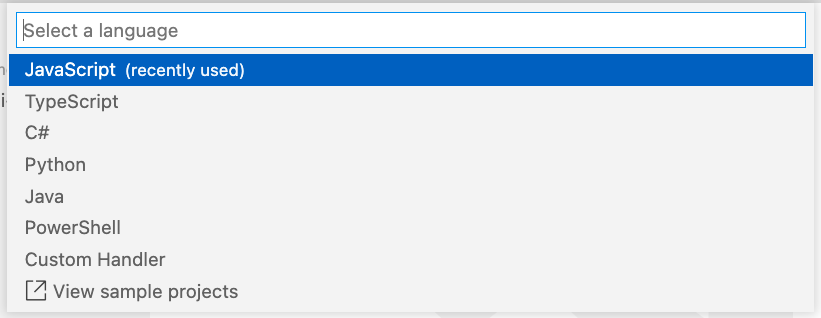 Select a language
JavaScript (recently used)
TypeScript
C#
Python
Java
PowerShell
Custom Handler
View sample projects